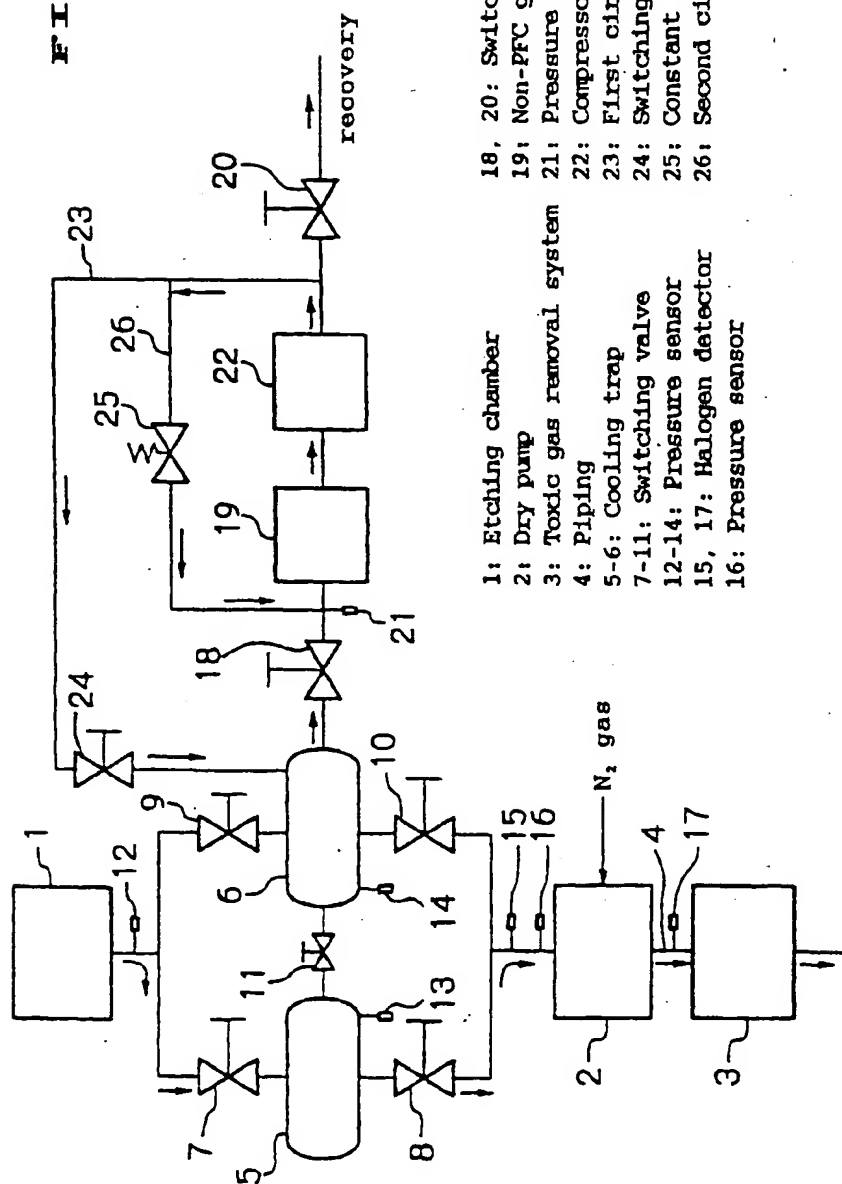 FI
1
12
7
9
24
23
20
recovery
26
25
22
19
21
18
10
6
14
11
13
5
8
15
16
N₂ gas
2
4
17
3
1: Etching chamber
2: Dry pump
3: Toxic gas removal system
4: Piping
5-6: Cooling trap
7-11: Switching valve
12-14: Pressure sensor
15, 17: Halogen detector
16: Pressure sensor
18, 20: Switc
19: Non-PFC g
21: Pressure
22: Compresso
23: First cir
24: Switching
25: Constant
26: Second ci